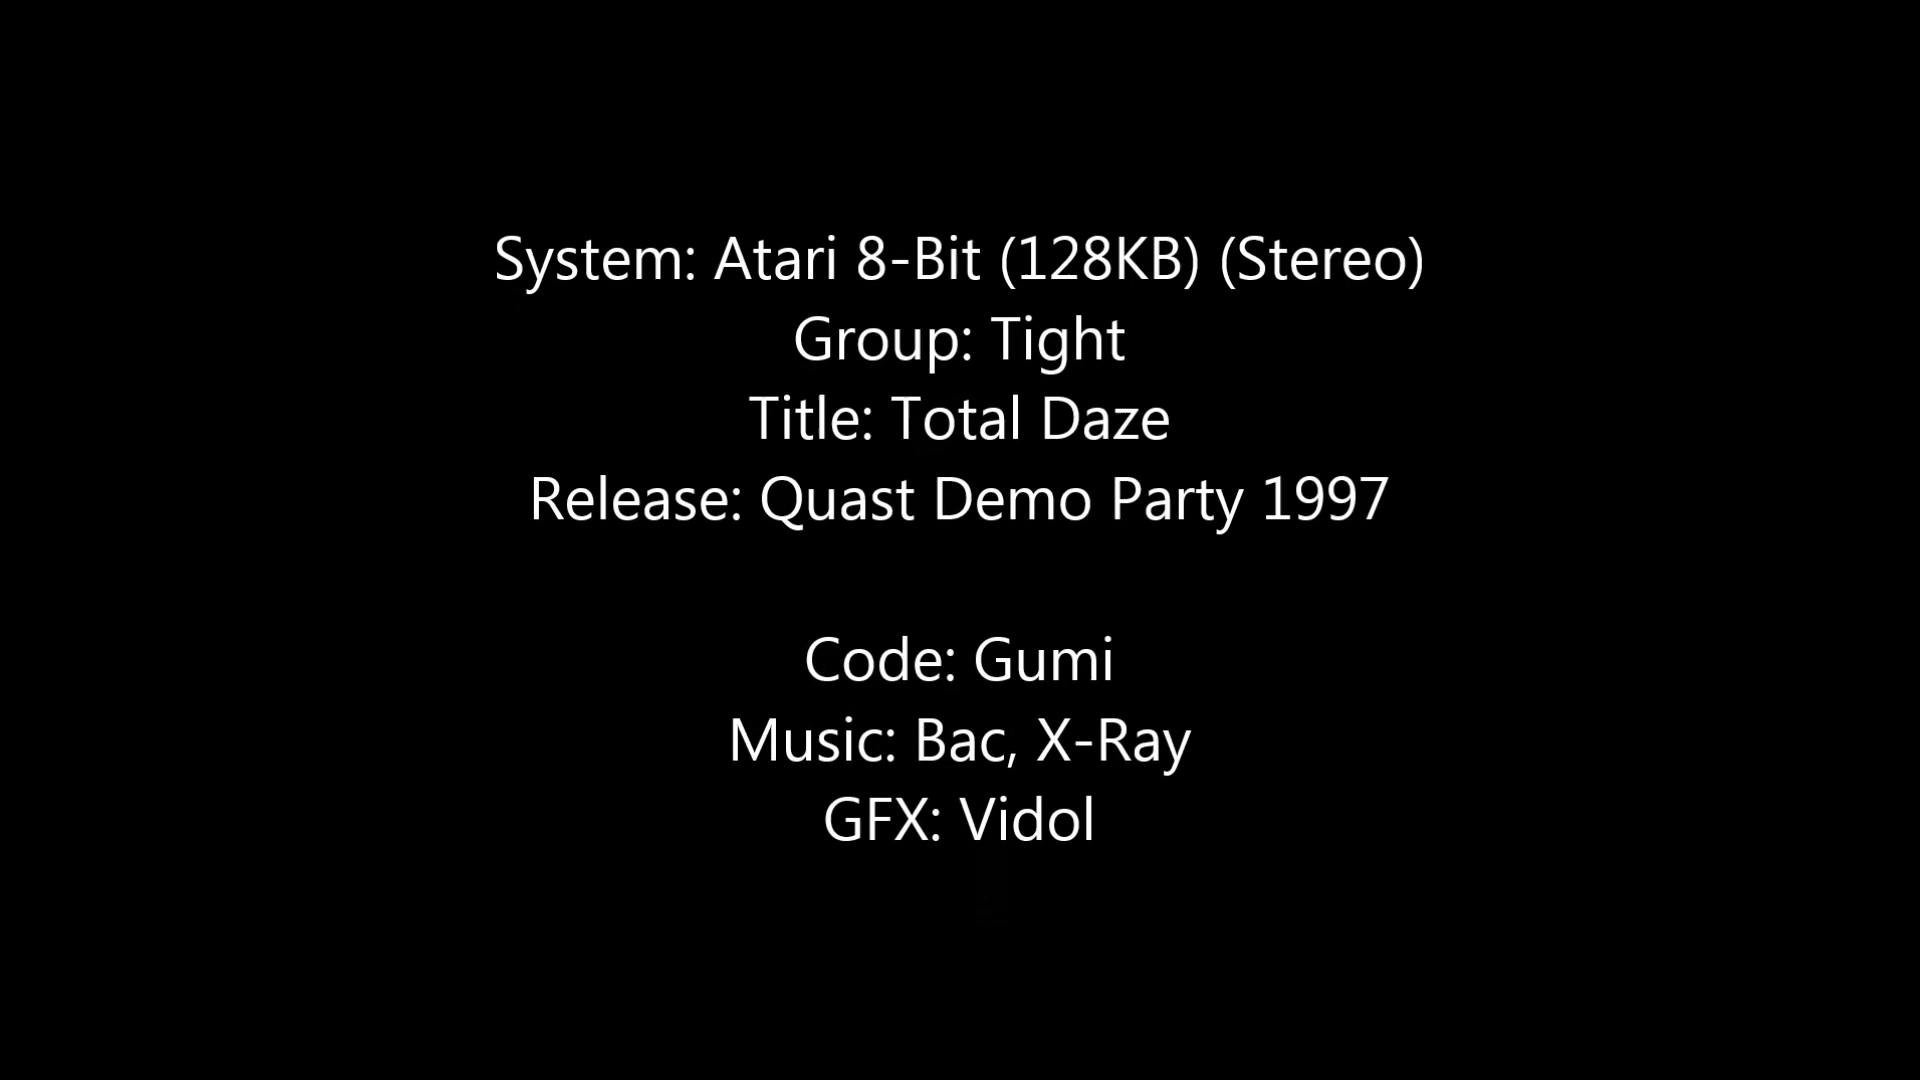 System: Atari 8-Bit (128KB) (Stereo)
Group: Tight
Title: Total Daze
Release: Quast Demo Party 1997
Code: Gumi
Music: Bac, X-Ray
GFX: Vidol